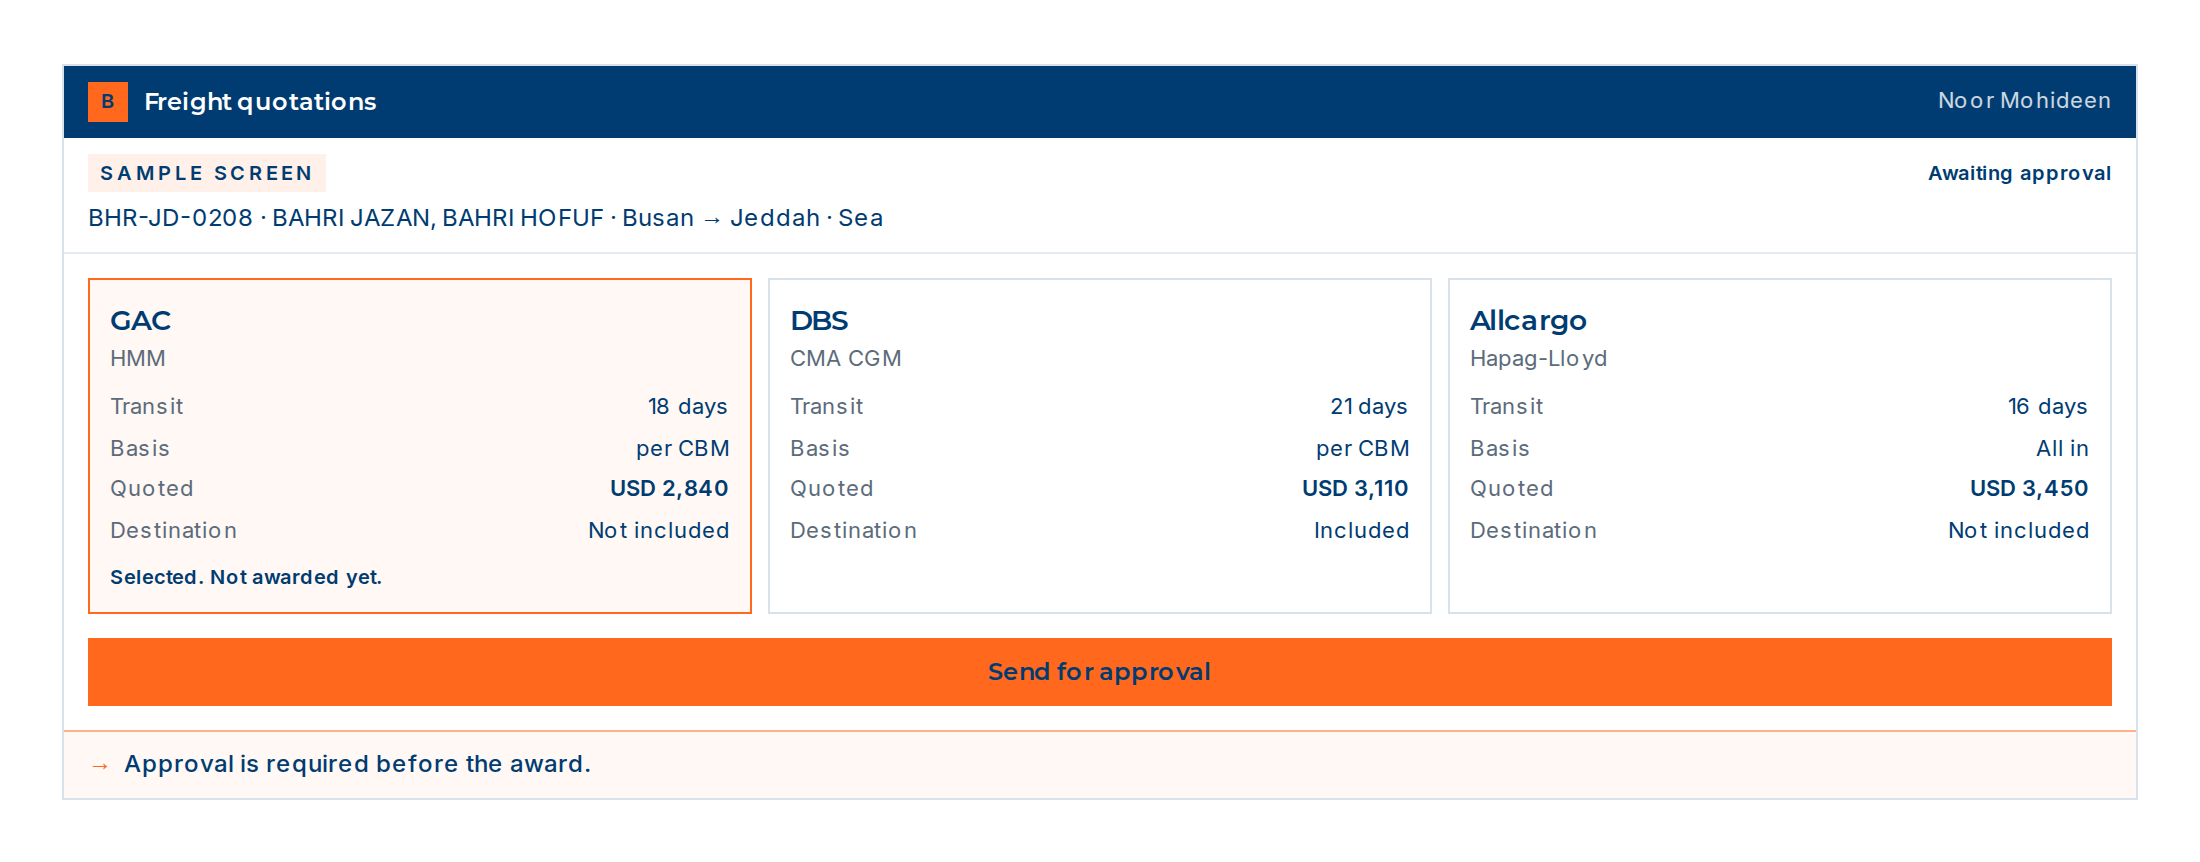 B Freight quotations Noor Mohideen
SAMPLE SCREEN Awaiting approval
BHR-JD-0208 · BAHRI JAZAN, BAHRI HOFUF · Busan → Jeddah · Sea
GAC
HMM
Transit 18 days
Basis per CBM
Quoted USD 2,840
Destination Not included
Selected. Not awarded yet.
DBS
CMA CGM
Transit 21 days
Basis per CBM
Quoted USD 3,110
Destination Included
Allcargo
Hapag-Lloyd
Transit 16 days
Basis All in
Quoted USD 3,450
Destination Not included
Send for approval
→ Approval is required before the award.